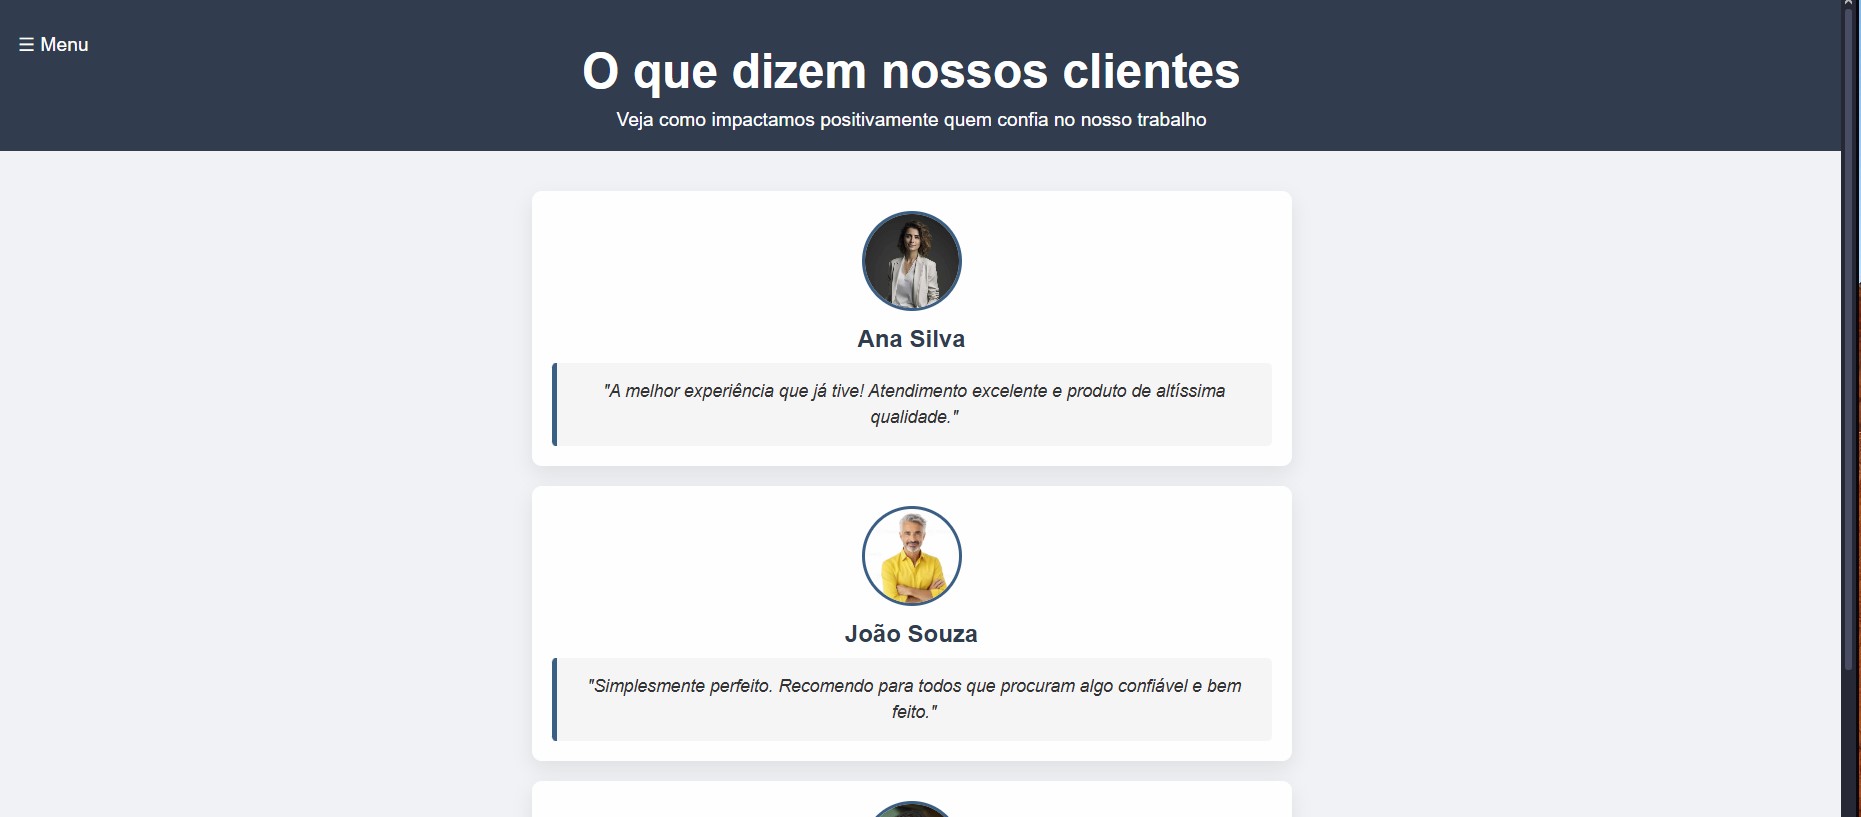 ☰ Menu
O que dizem nossos clientes
Veja como impactamos positivamente quem confia no nosso trabalho
Ana Silva
"A melhor experiência que já tive! Atendimento excelente e produto de altíssima
qualidade."
João Souza
"Simplesmente perfeito. Recomendo para todos que procuram algo confiável e bem
feito."